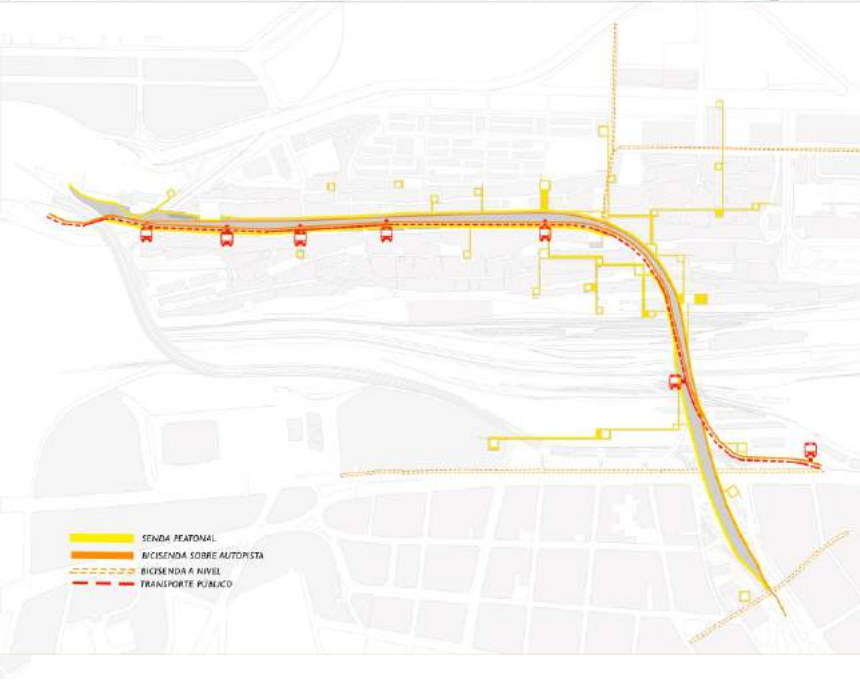 SENDA PEATONAL
BICISENDA SOBRE AUTOPISTA
BICISENDA A NIVEL
TRANSPORTE PÚBLICO